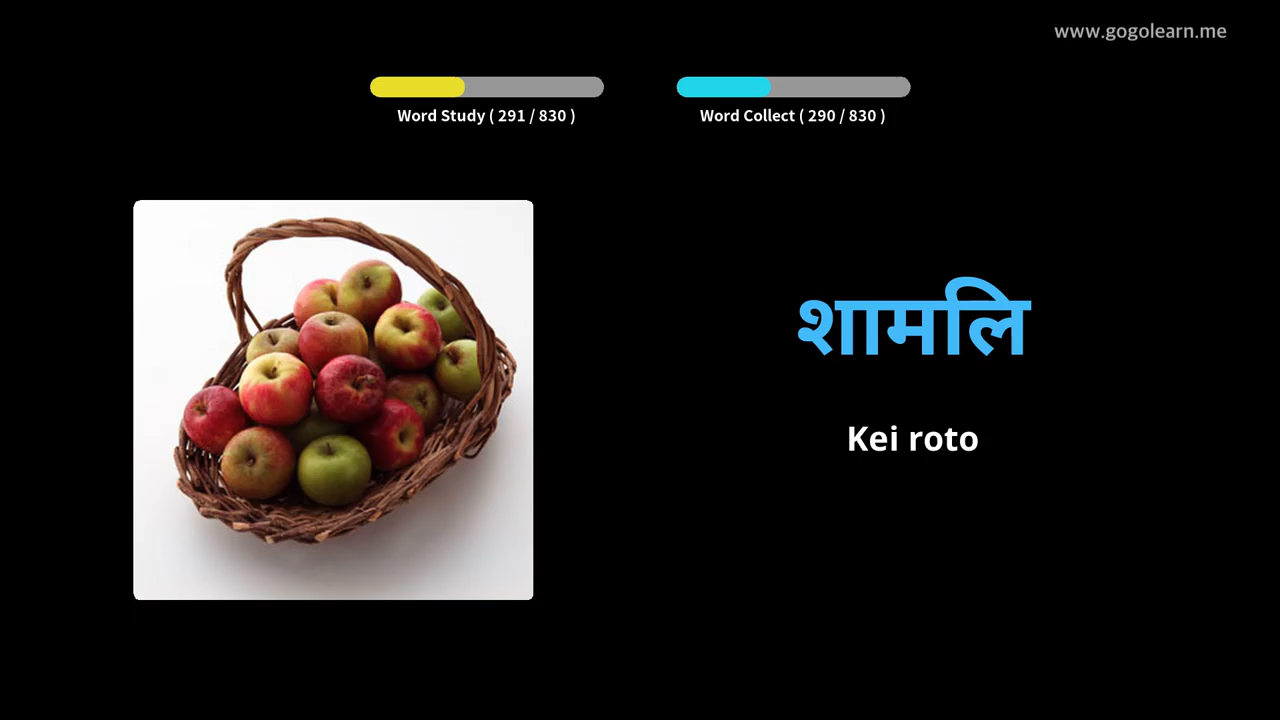 www.gogolearn.me
Word Study ( 291 / 830 )
Word Collect ( 290 / 830 )
शामलि
Kei roto